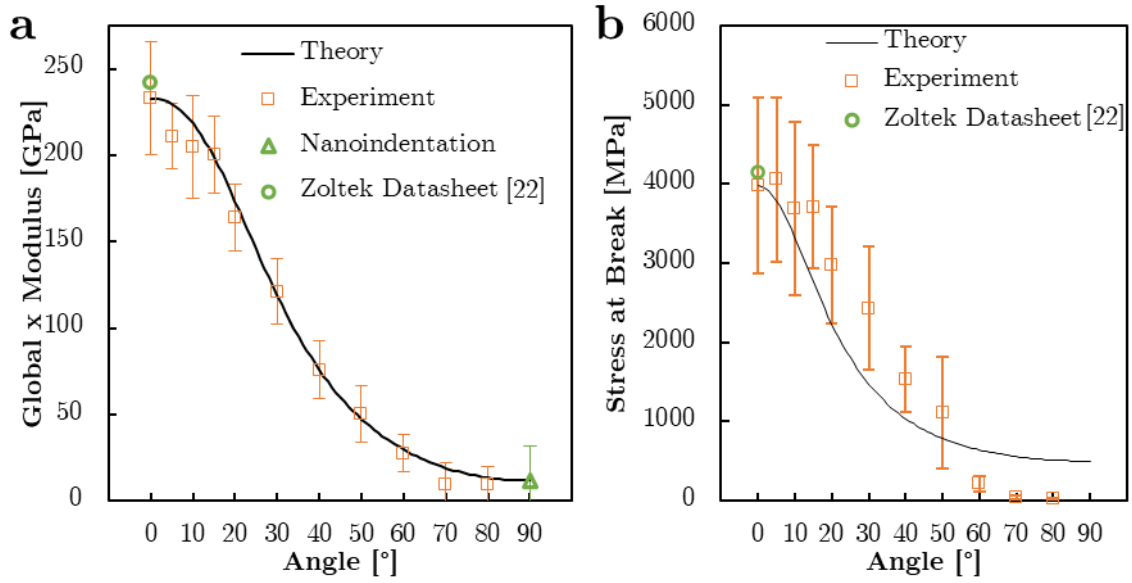 a
Theory
Experiment
Nanoindentation
Zoltek Datasheet [22]
Global x Modulus [GPa]
250
200
150
100
50
0
0 10 20 30 40 50 60 70 80 90
Angle [°]
b
Theory
Experiment
Zoltek Datasheet [22]
Stress at Break [MPa]
6000
5000
4000
3000
2000
1000
0
0 10 20 30 40 50 60 70 80 90
Angle [°]